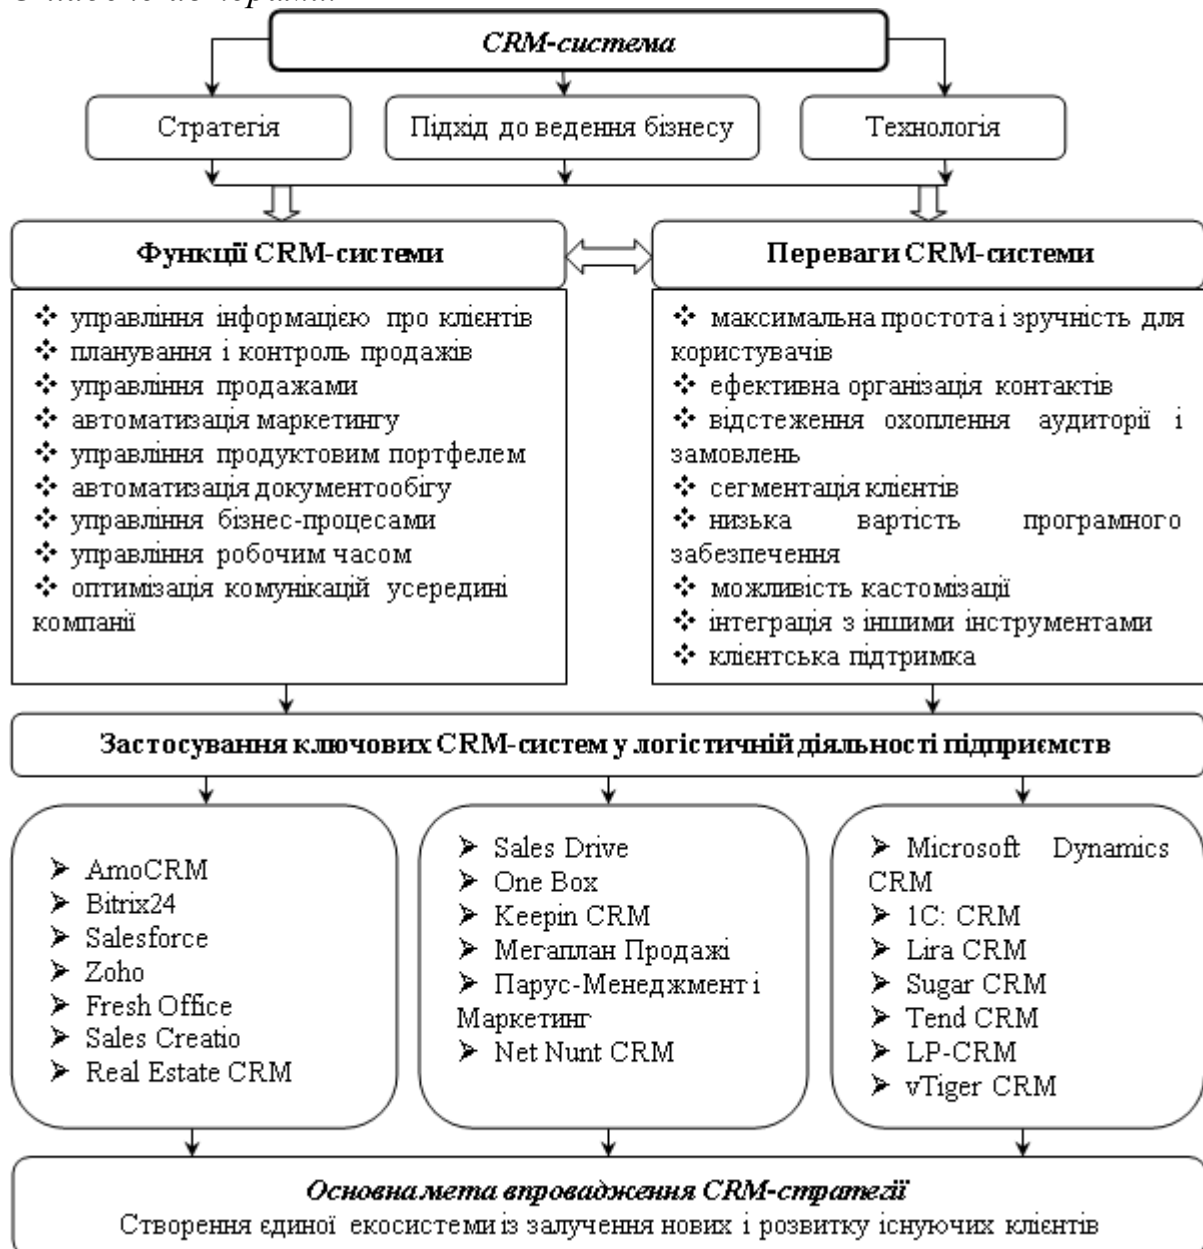 CRM-система
Стратегія
Підхід до ведення бізнесу
Технологія
Функції CRM-системи
❖ управління інформацією про клієнтів
❖ планування і контроль продажів
❖ управління продажами
❖ автоматизація маркетингу
❖ управління продуктовим портфелем
❖ автоматизація документообігу
❖ управління бізнес-процесами
❖ управління робочим часом
❖ оптимізація комунікацій усередині
компанії
Переваги CRM-системи
❖ максимальна простота і зручність для
користувачів
❖ ефективна організація контактів
❖ відстеження охоплення аудиторії і
замовлень
❖ сегментація клієнтів
❖ низька вартість програмного
забезпечення
❖ можливість кастомізації
❖ інтеграція з іншими інструментами
❖ клієнтська підтримка
Застосування ключових CRM-систем у логістичній діяльності підприємств
➤ AmoCRM
➤ Bitrix24
➤ Salesforce
➤ Zoho
➤ Fresh Office
➤ Sales Creatio
➤ Real Estate CRM
➤ Sales Drive
➤ One Box
➤ Keepin CRM
➤ Мегаплан Продажі
➤ Парус-Менеджмент і
Маркетинг
➤ Net Nunt CRM
➤ Microsoft Dynamics
CRM
➤ 1C: CRM
➤ Lira CRM
➤ Sugar CRM
➤ Tend CRM
➤ LP-CRM
➤ vTiger CRM
Основна мета впровадження CRM-стратегії
Створення єдиної екосистеми із залучення нових і розвитку існуючих клієнтів